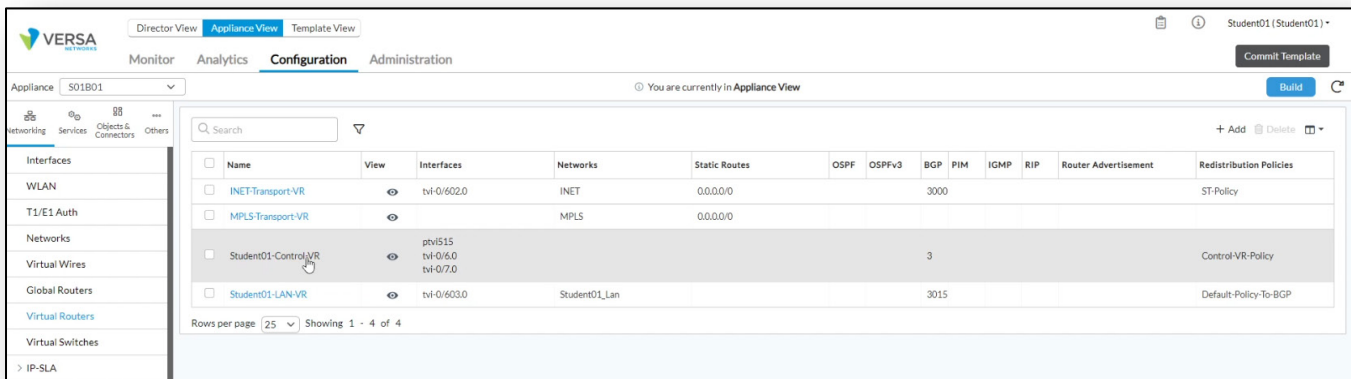 VERSA
NETWORKS
Director View Appliance View Template View
Student01 (Student01)
Monitor Analytics Configuration Administration
Commit Template
Appliance S01B01
You are currently in Appliance View
Build
Networking Services Objects & Connectors Others
Search
+ Add Delete
Interfaces
WLAN
T1/E1 Auth
Networks
Virtual Wires
Global Routers
Virtual Routers
Virtual Switches
> IP-SLA
Name View Interfaces Networks Static Routes OSPF OSPFv3 BGP PIM IGMP RIP Router Advertisement Redistribution Policies
INET-Transport-VR tvi-0/602.0 INET 0.0.0.0/0 3000 ST-Policy
MPLS-Transport-VR MPLS 0.0.0.0/0
ptvi515
Student01-Control-VR tvi-0/6.0 3 Control-VR-Policy
tvi-0/7.0
Student01-LAN-VR tvi-0/603.0 Student01_Lan 3015 Default-Policy-To-BGP
Rows per page 25 Showing 1 - 4 of 4